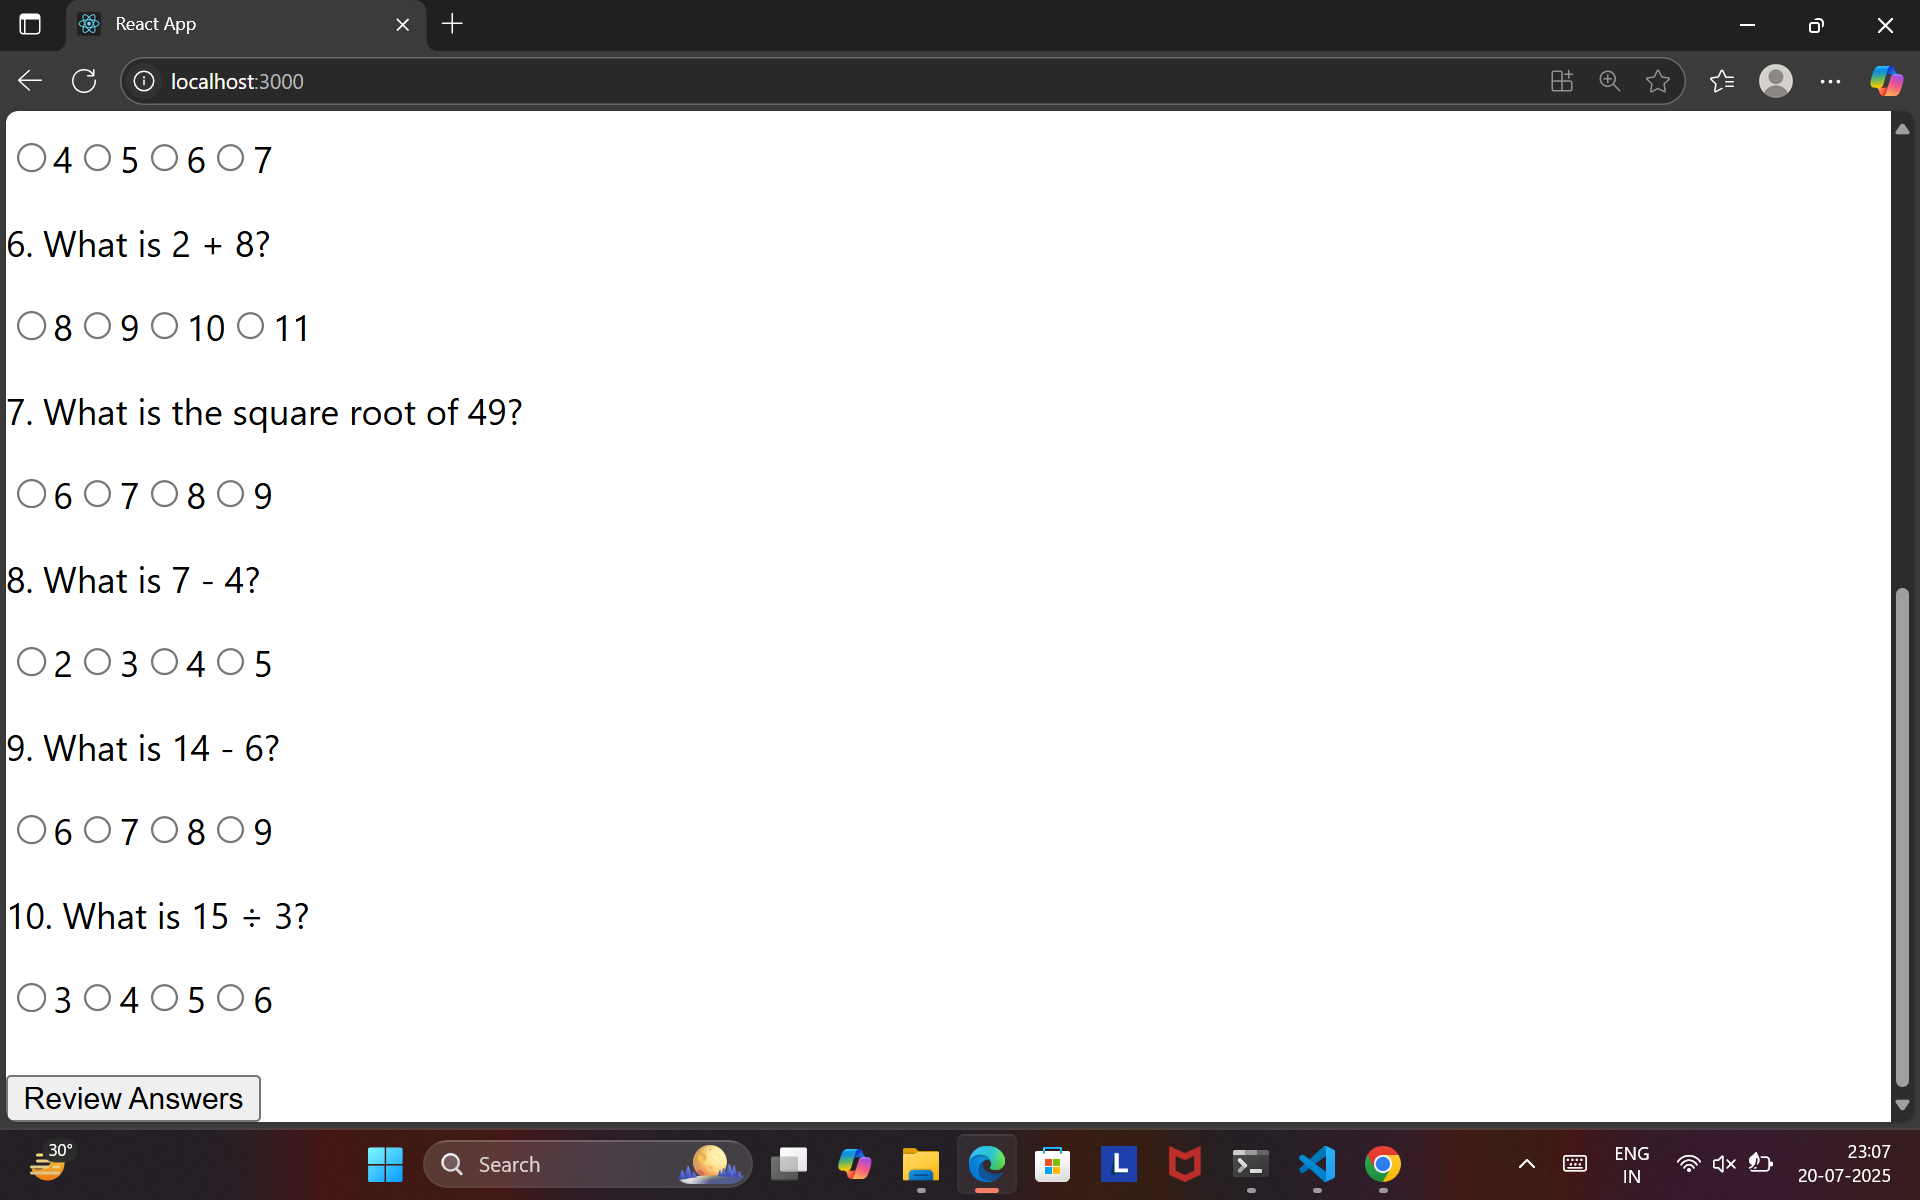 React App
localhost:3000
4 5 6 7
6. What is 2 + 8?
8 9 10 11
7. What is the square root of 49?
6 7 8 9
8. What is 7 - 4?
2 3 4 5
9. What is 14 - 6?
6 7 8 9
10. What is 15 ÷ 3?
3 4 5 6
Review Answers
30°
Search
L
ENG
IN
23:07
20-07-2025